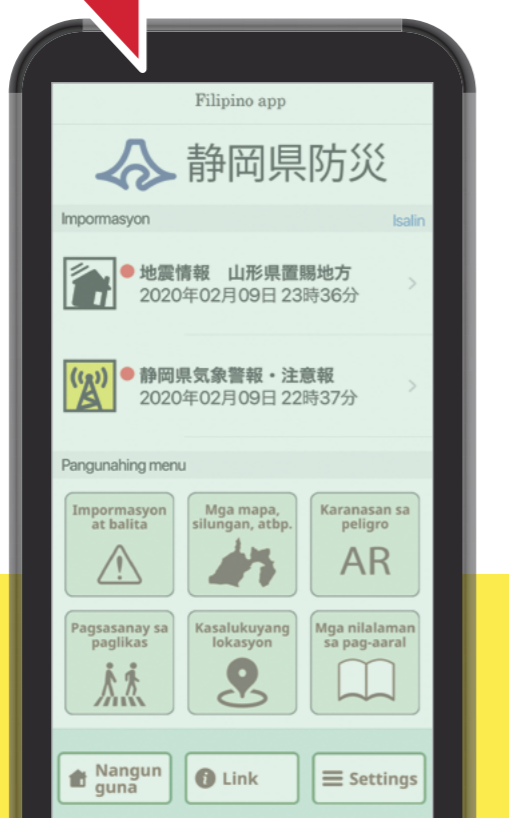 Filipino app
静岡県防災
Impormasyon
Isalin
地震情報 山形県置賜地方
2020年02月09日 23時36分
静岡県気象警報・注意報
2020年02月09日 22時37分
Pangunahing menu
Impormasyon
at balita
Mga mapa,
silungan, atbp.
Karanasan sa
peligro
AR
Pagsasanay sa
paglikas
Kasalukuyang
lokasyon
Mga nilalaman
sa pag-aaral
Nangun
guna
Link
Settings